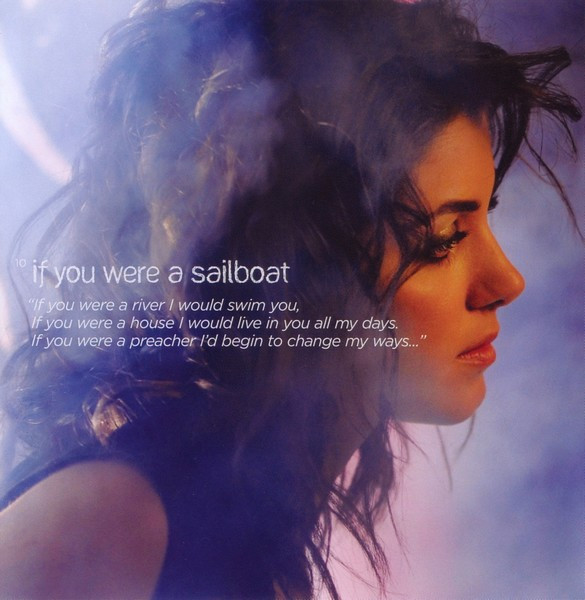 10 if you were a sailboat
“If you were a river I would swim you,
If you were a house I would live in you all my days.
If you were a preacher I’d begin to change my ways...”